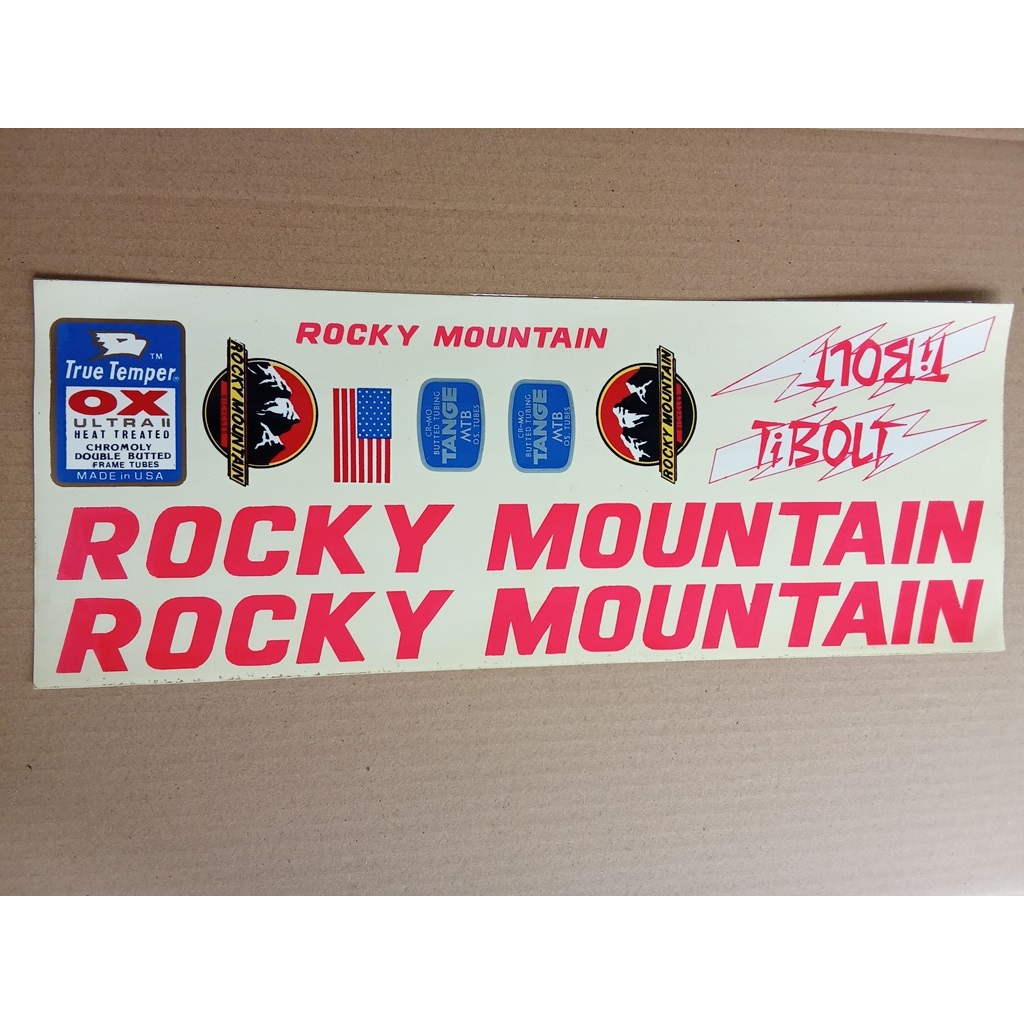 ROCKY MOUNTAIN
TM
True Temper®
OX
ULTRA II
HEAT TREATED
CHROMOLY
DOUBLE BUTTED
FRAME TUBES
MADE in USA
ROCKY MOUNTAIN
CR-MO
BUTTED TUBING
TANGE
MTB
OS. TUBES
CR-MO
BUTTED TUBING
TANGE
MTB
OS. TUBES
ROCKY MOUNTAIN
TiBOLT
TiBOLT
ROCKY MOUNTAIN
ROCKY MOUNTAIN